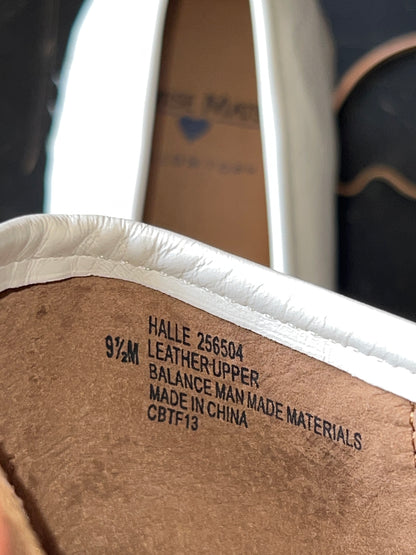 HALLE 256504
9½M LEATHER UPPER
BALANCE MAN MADE MATERIALS
MADE IN CHINA
CBTF13